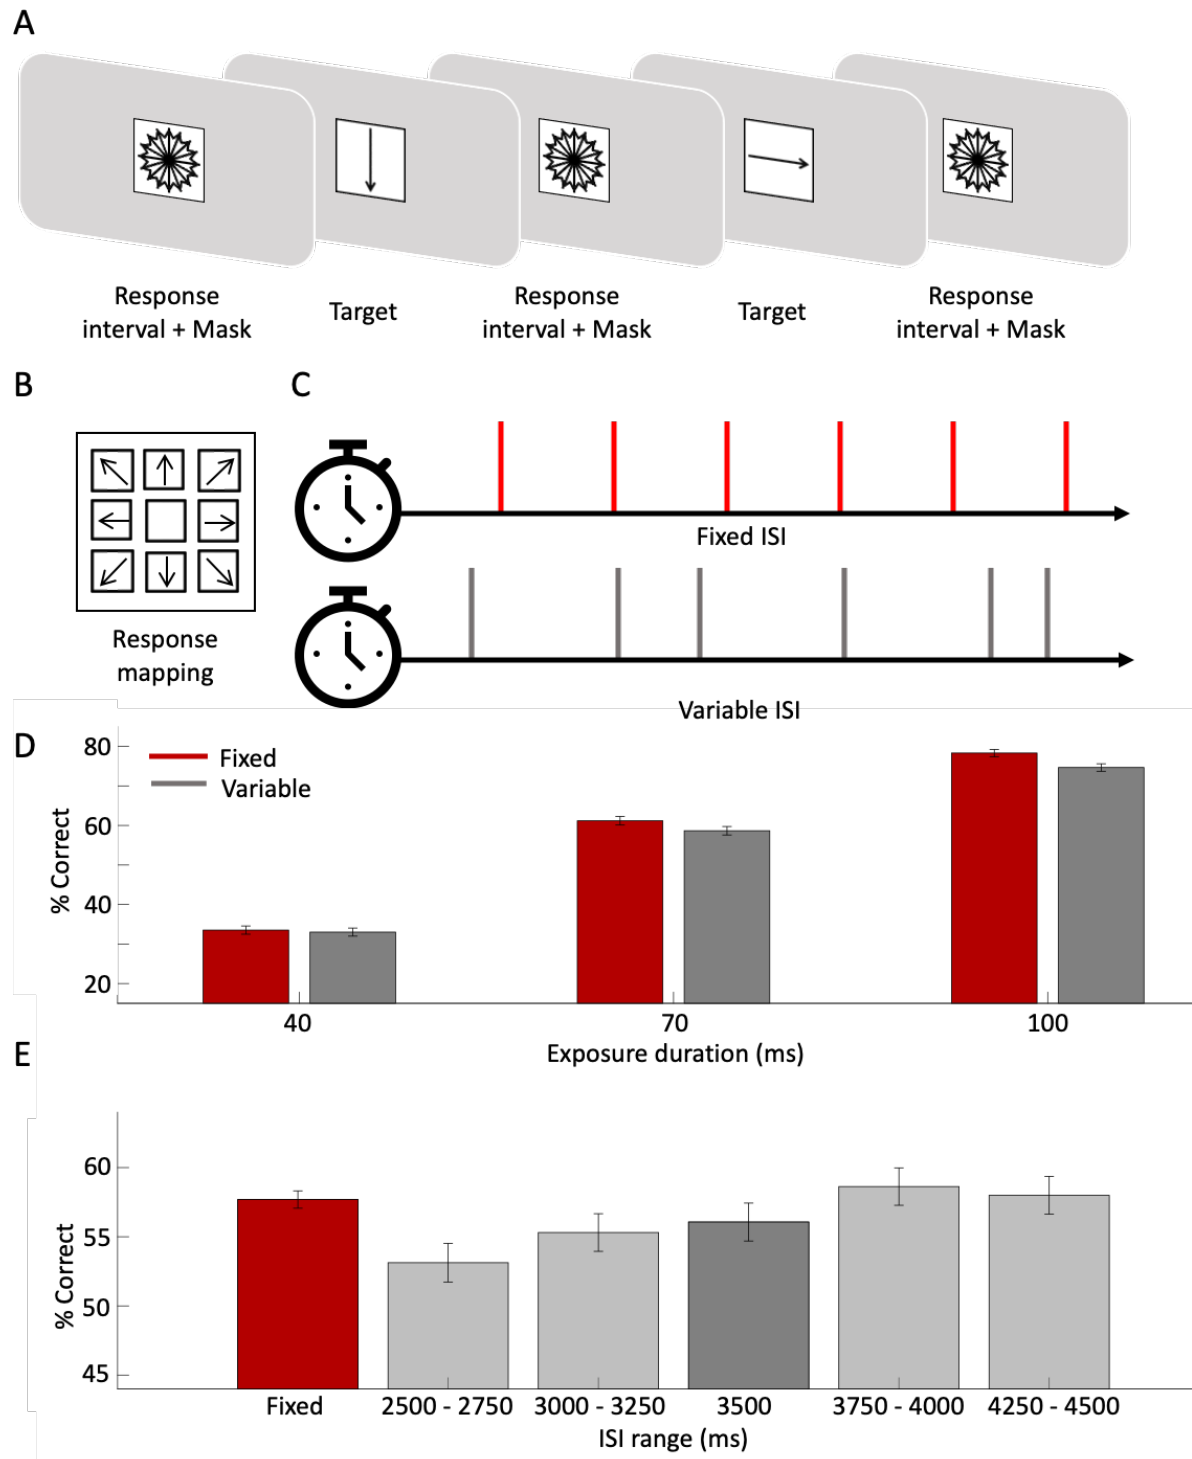 A
Response
interval + Mask
Target
Response
interval + Mask
Target
Response
interval + Mask
B
Response
mapping
C
Fixed ISI
Variable ISI
D
Fixed
Variable
% Correct
80
60
40
20
40
70
100
Exposure duration (ms)
E
% Correct
60
55
50
45
Fixed
2500 - 2750
3000 - 3250
3500
3750 - 4000
4250 - 4500
ISI range (ms)